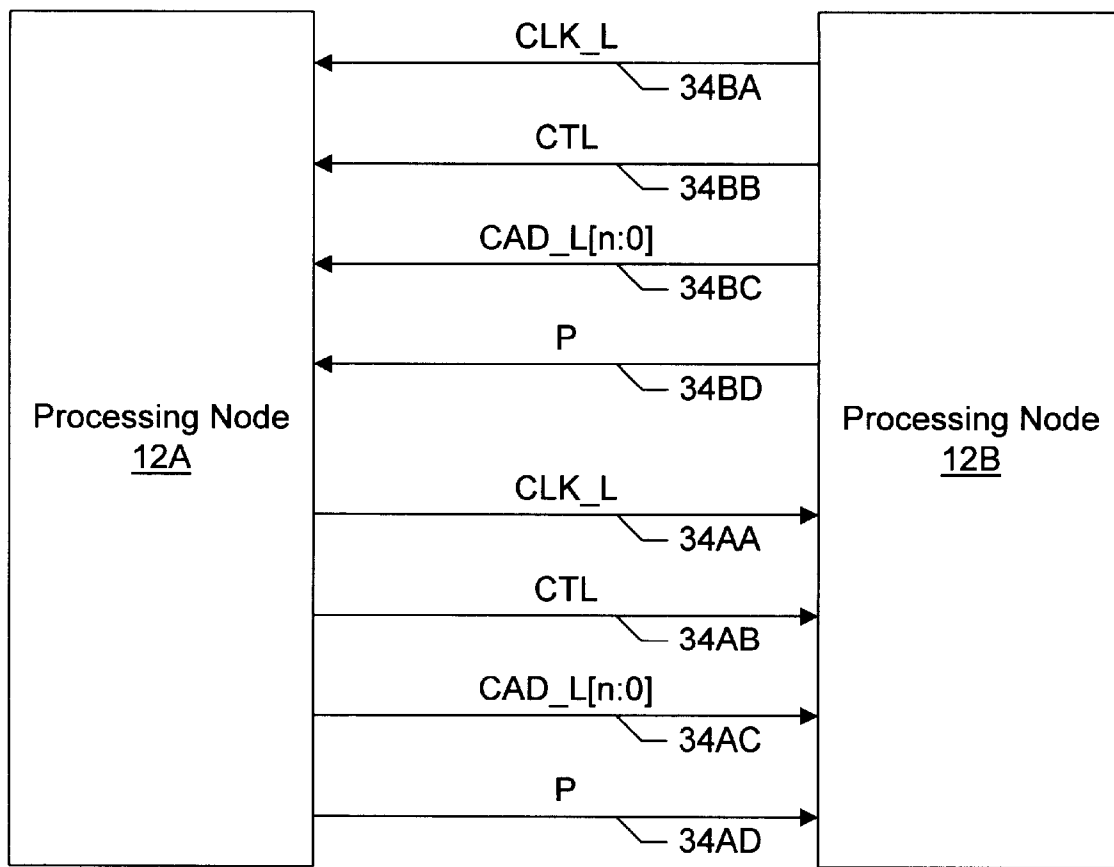 CLK_L
34BA
CTL
34BB
CAD_L[n:0]
34BC
P
34BD
Processing Node
12A
Processing Node
12B
CLK_L
34AA
CTL
34AB
CAD_L[n:0]
34AC
P
34AD